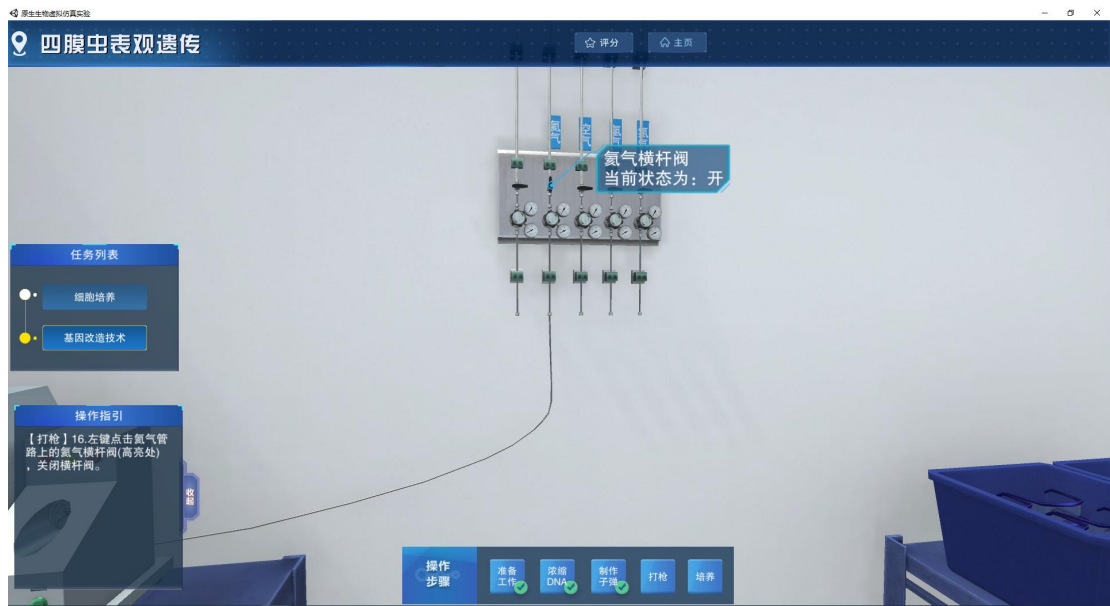 原生生物虚拟仿真实验
四膜虫表观遗传
评分
主页
氦气
空气
氦气横杆阀
当前状态为：开
任务列表
细胞培养
基因改造技术
操作指引
【打枪】16.左键点击氦气管
路上的氦气横杆阀(高亮处)
，关闭横杆阀。
收起
操作
步骤
准备
工作
浓缩
DNA
制作
子弹
打枪
培养